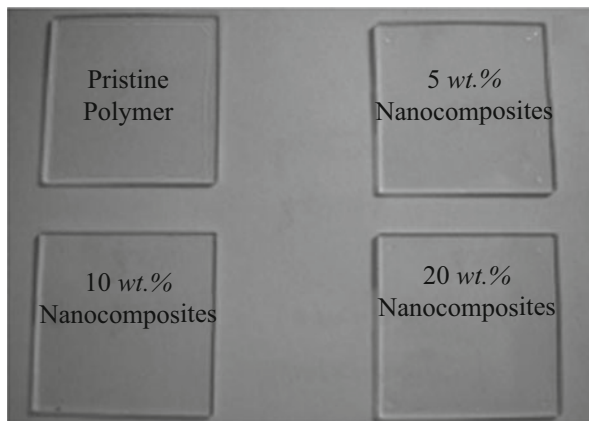 Pristine
Polymer
5 wt.%
Nanocomposites
10 wt.%
Nanocomposites
20 wt.%
Nanocomposites